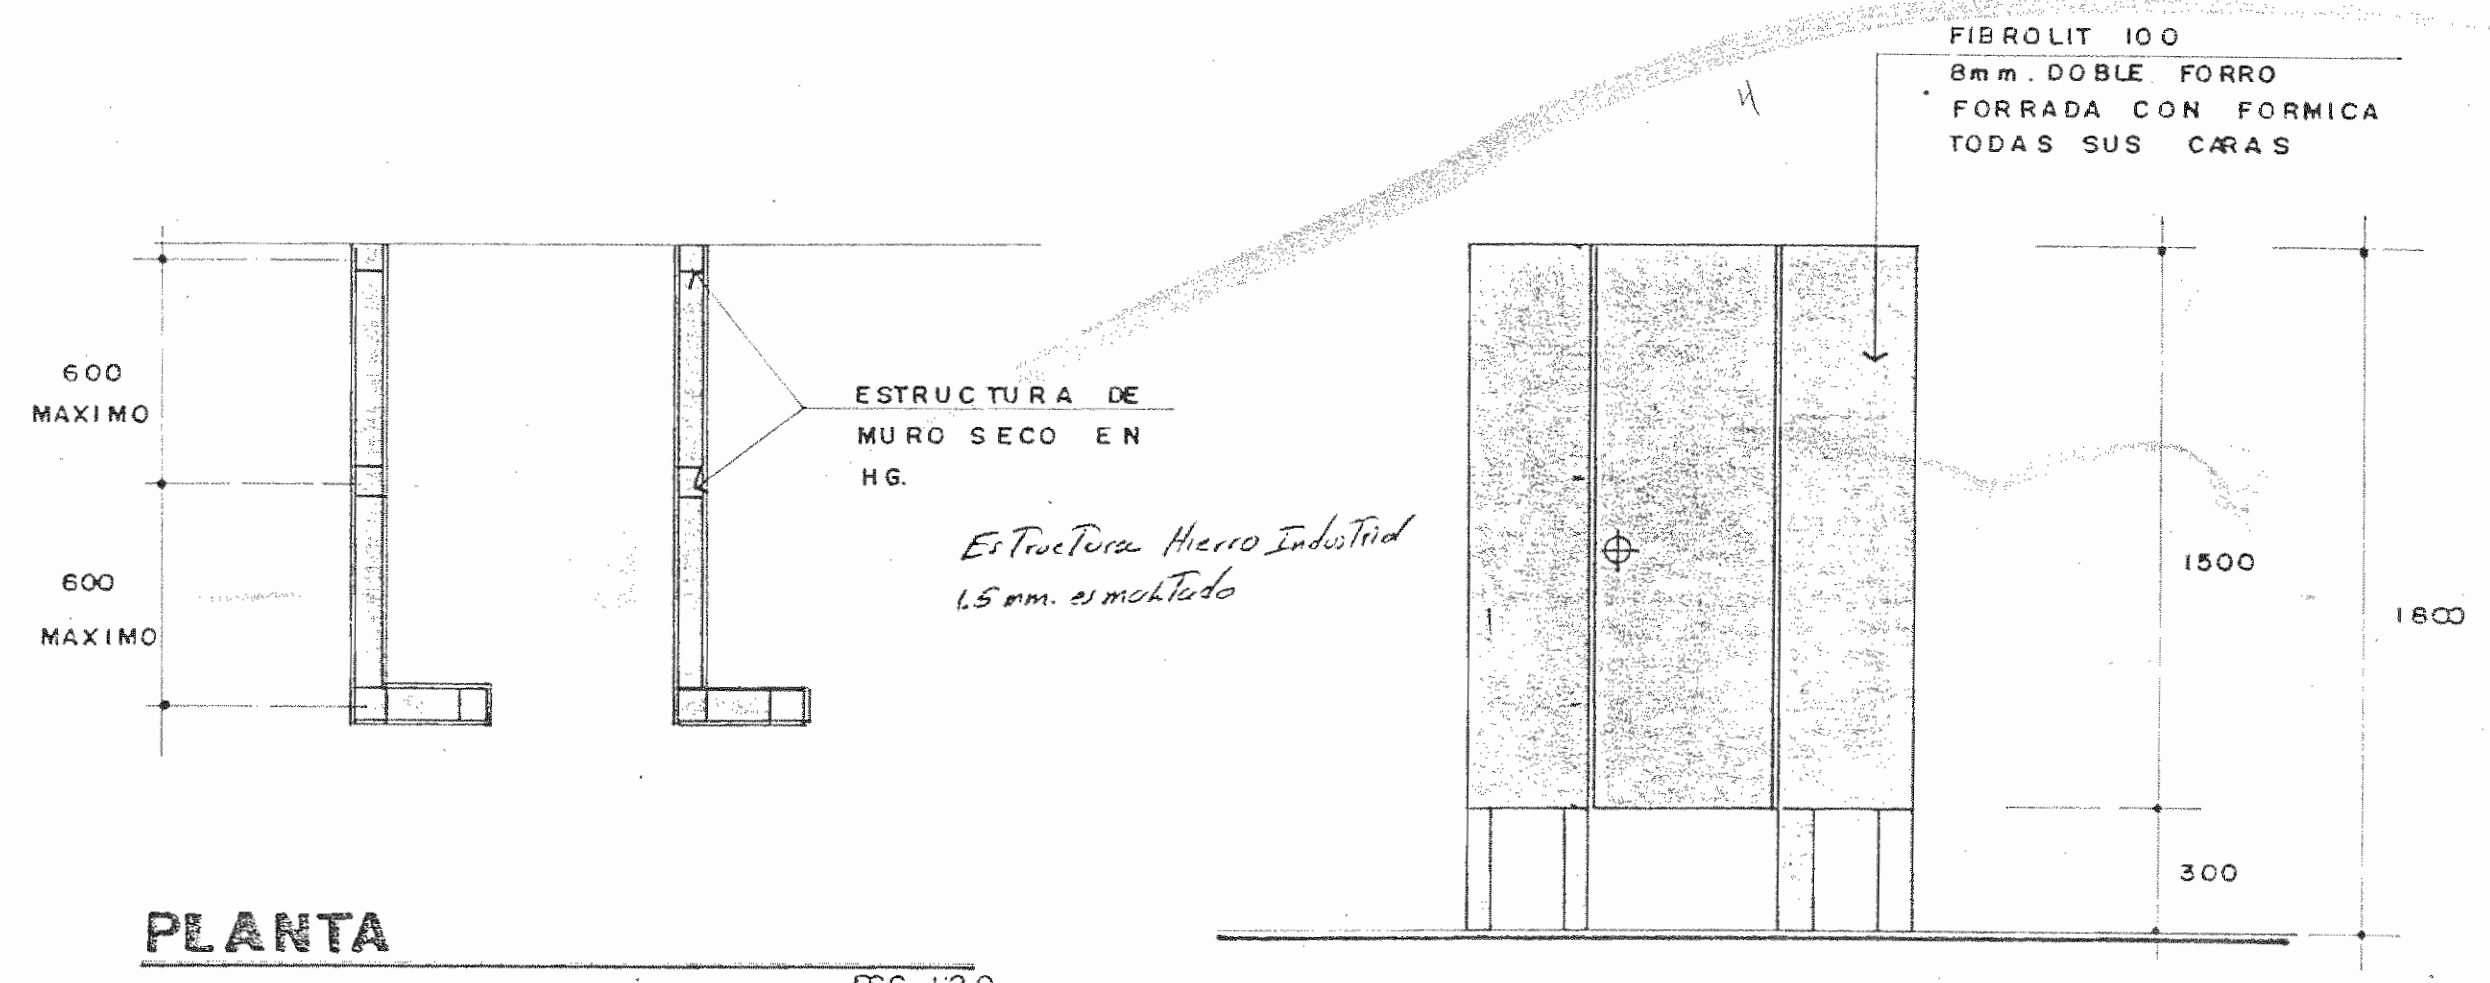 FIBROLIT 100
8mm. DOBLE FORRO
FORRADA CON FORMICA
TODAS SUS CARAS
600
MAXIMO
ESTRUCTURA DE
MURO SECO EN
HG.
Estructura Hierro Industrial
1.5 mm. esmaltado
600
MAXIMO
1500
1800
300
PLANTA